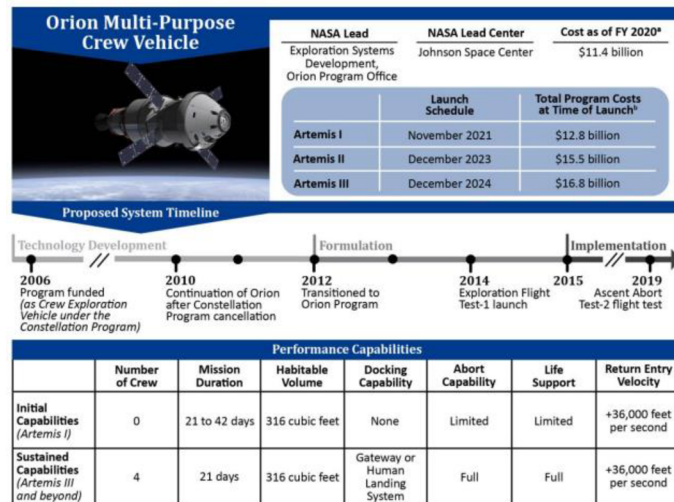 Orion Multi-Purpose
Crew Vehicle
NASA Lead
Exploration Systems
Development,
Orion Program Office
NASA Lead Center
Johnson Space Center
Cost as of FY 2020ᵃ
$11.4 billion
Launch
Schedule
Total Program Costs
at Time of Launchᵇ
Artemis I November 2021 $12.8 billion
Artemis II December 2023 $15.5 billion
Artemis III December 2024 $16.8 billion
Proposed System Timeline
Technology Development
Formulation
Implementation
2006
Program funded
(as Crew Exploration
Vehicle under the
Constellation Program)
2010
Continuation of Orion
after Constellation
Program cancellation
2012
Transitioned to
Orion Program
2014
Exploration Flight
Test-1 launch
2015
2019
Ascent Abort
Test-2 flight test
Performance Capabilities
Number
of Crew
Mission
Duration
Habitable
Volume
Docking
Capability
Abort
Capability
Life
Support
Return Entry
Velocity
Initial
Capabilities
(Artemis I)
0
21 to 42 days
316 cubic feet
None
Limited
Limited
+36,000 feet
per second
Sustained
Capabilities
(Artemis III
and beyond)
4
21 days
316 cubic feet
Gateway or
Human
Landing
System
Full
Full
+36,000 feet
per second